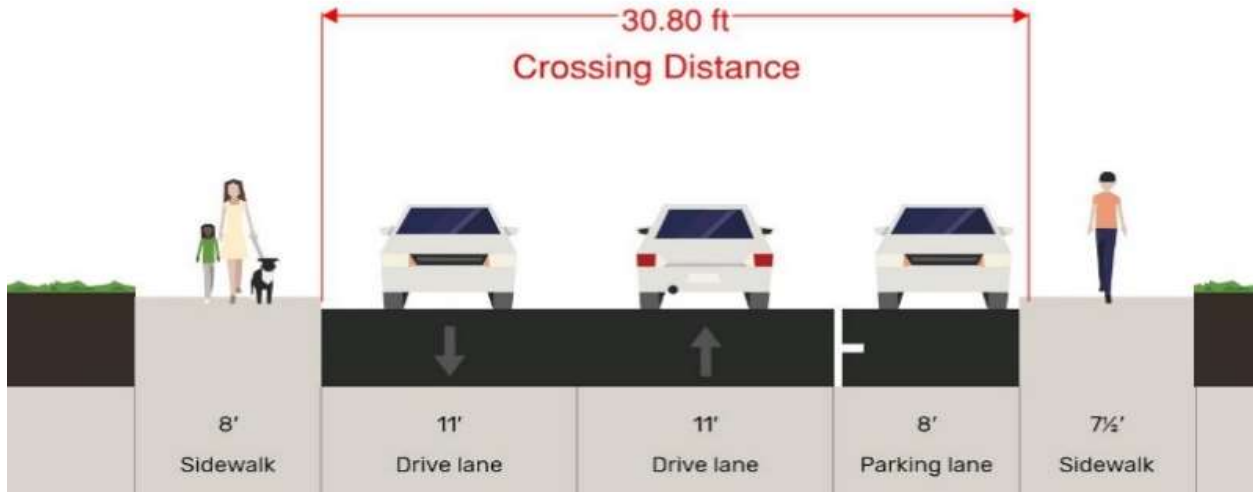 30.80 ft
Crossing Distance
8' 11' 11' 8' 7½'
Sidewalk Drive lane Drive lane Parking lane Sidewalk